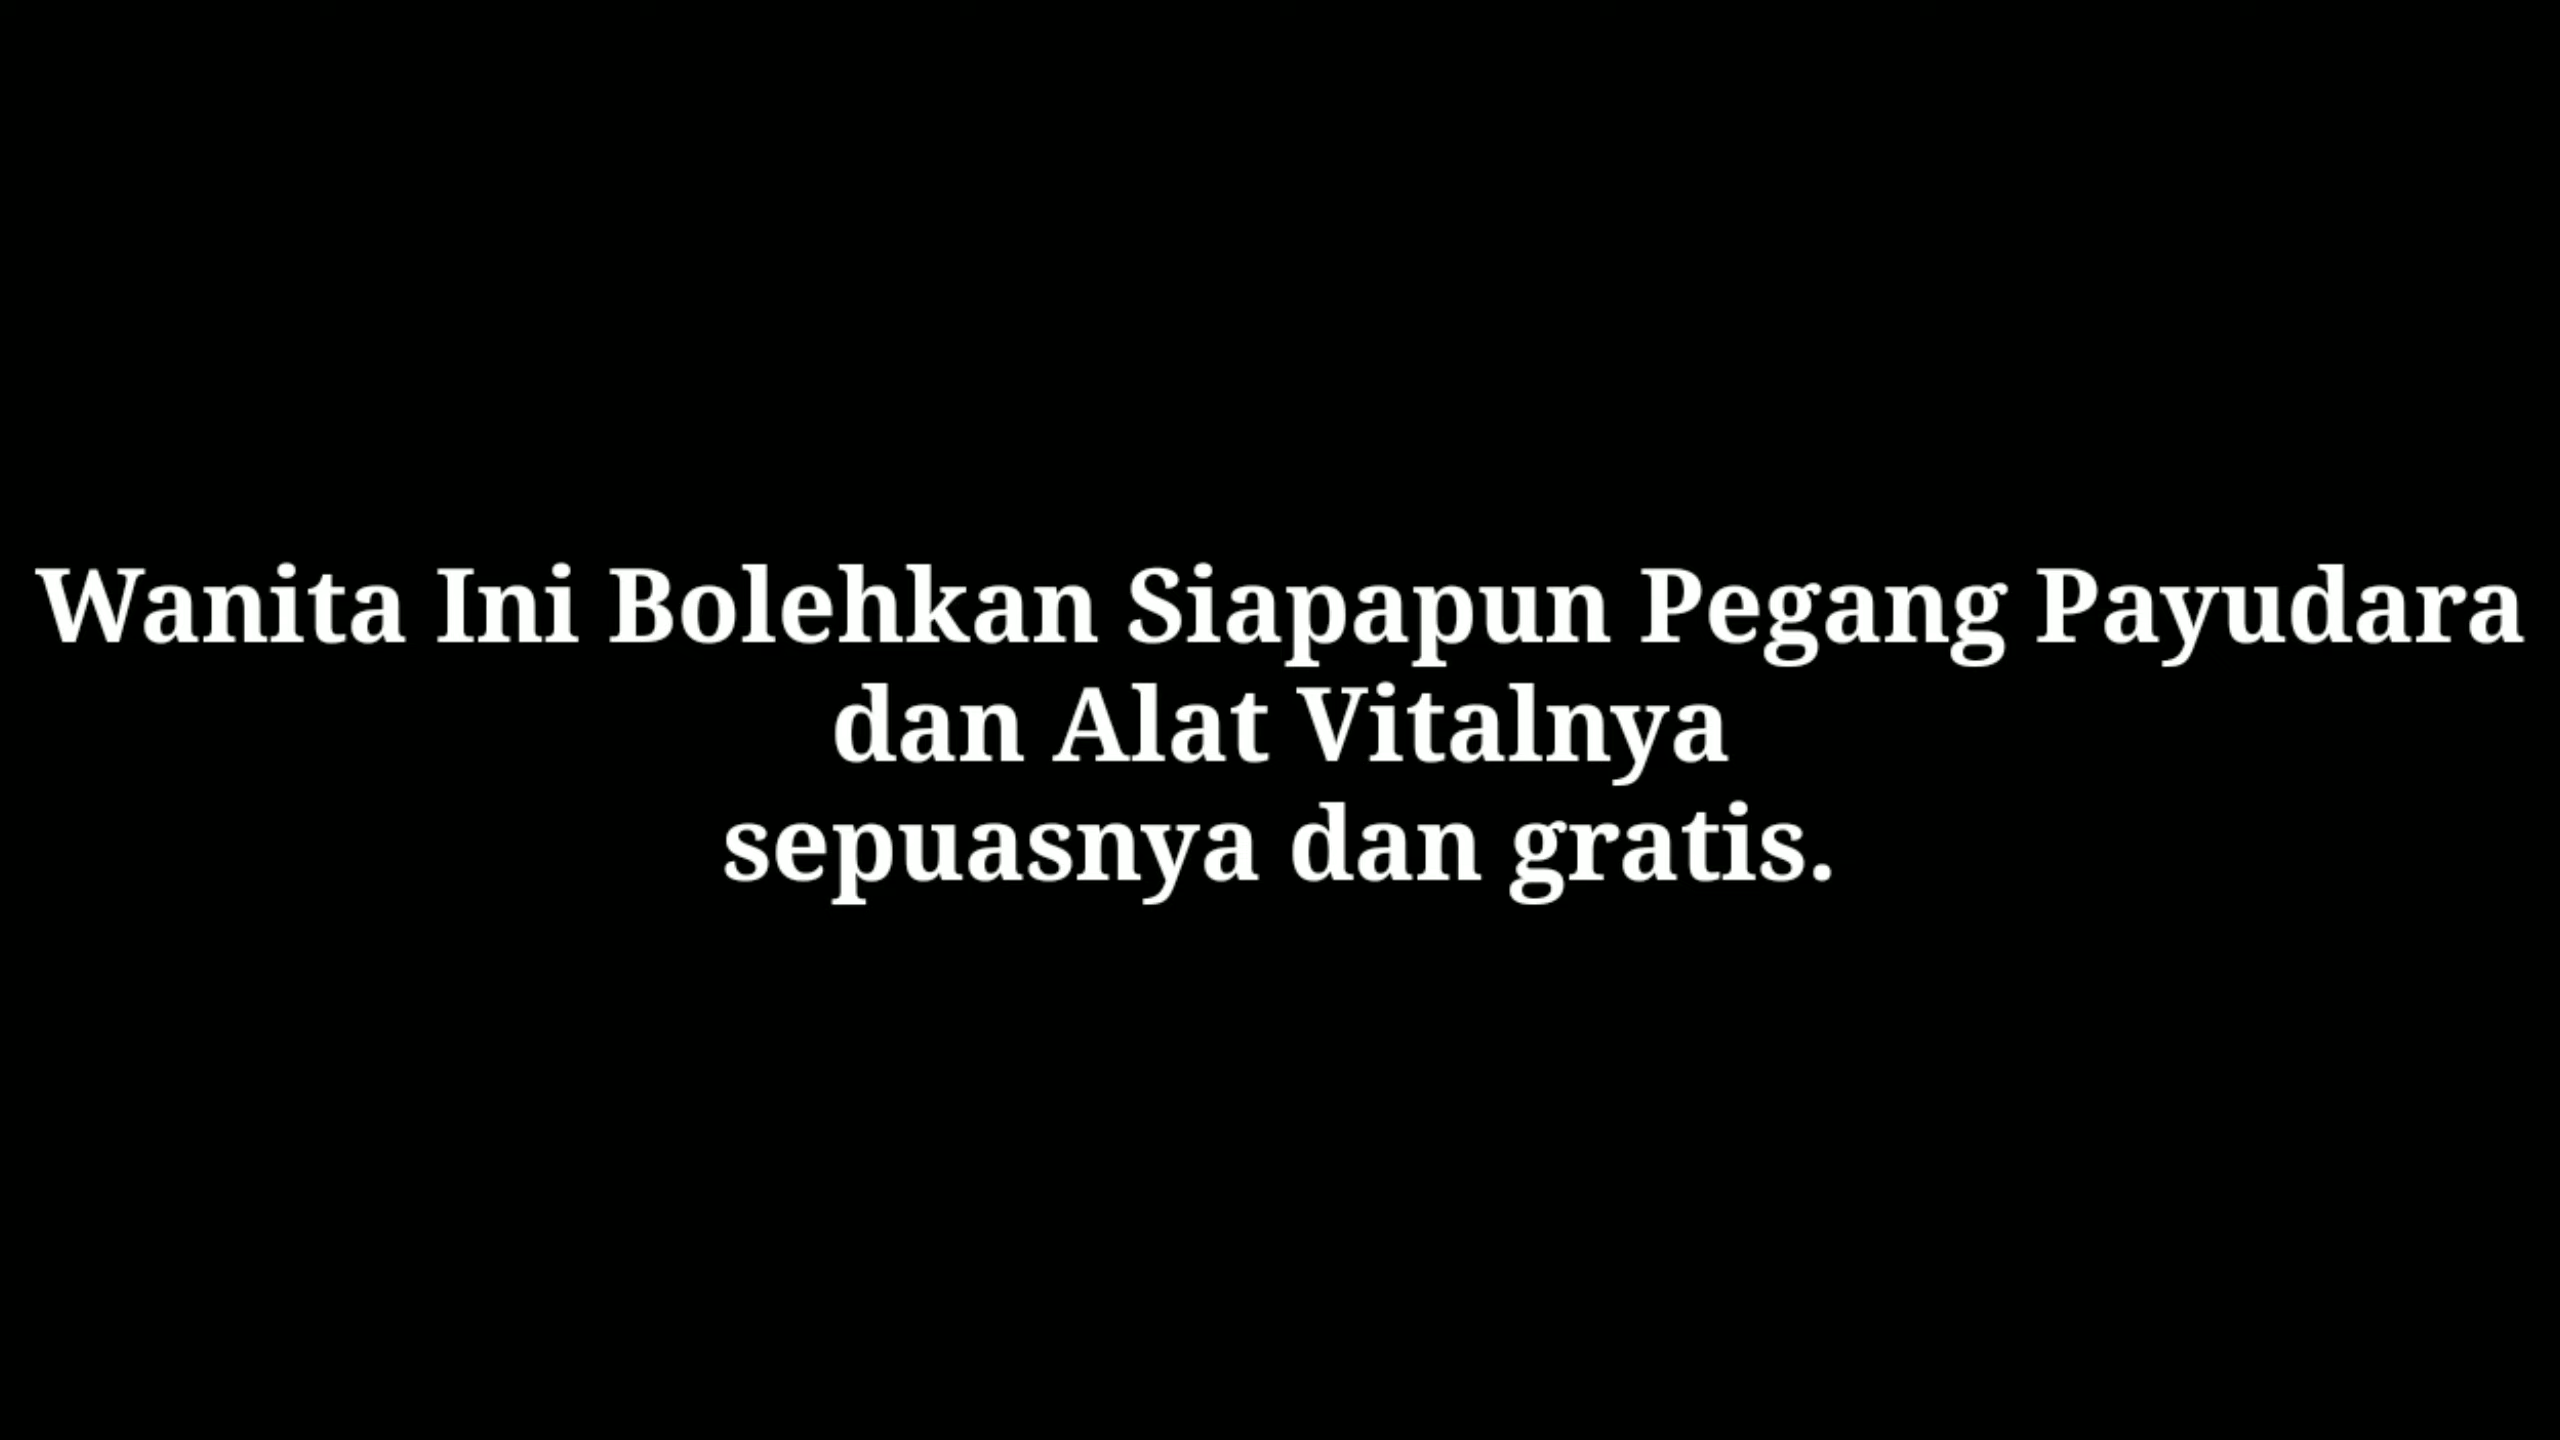 Wanita Ini Bolehkan Siapapun Pegang Payudara
dan Alat Vitalnya
sepuasnya dan gratis.